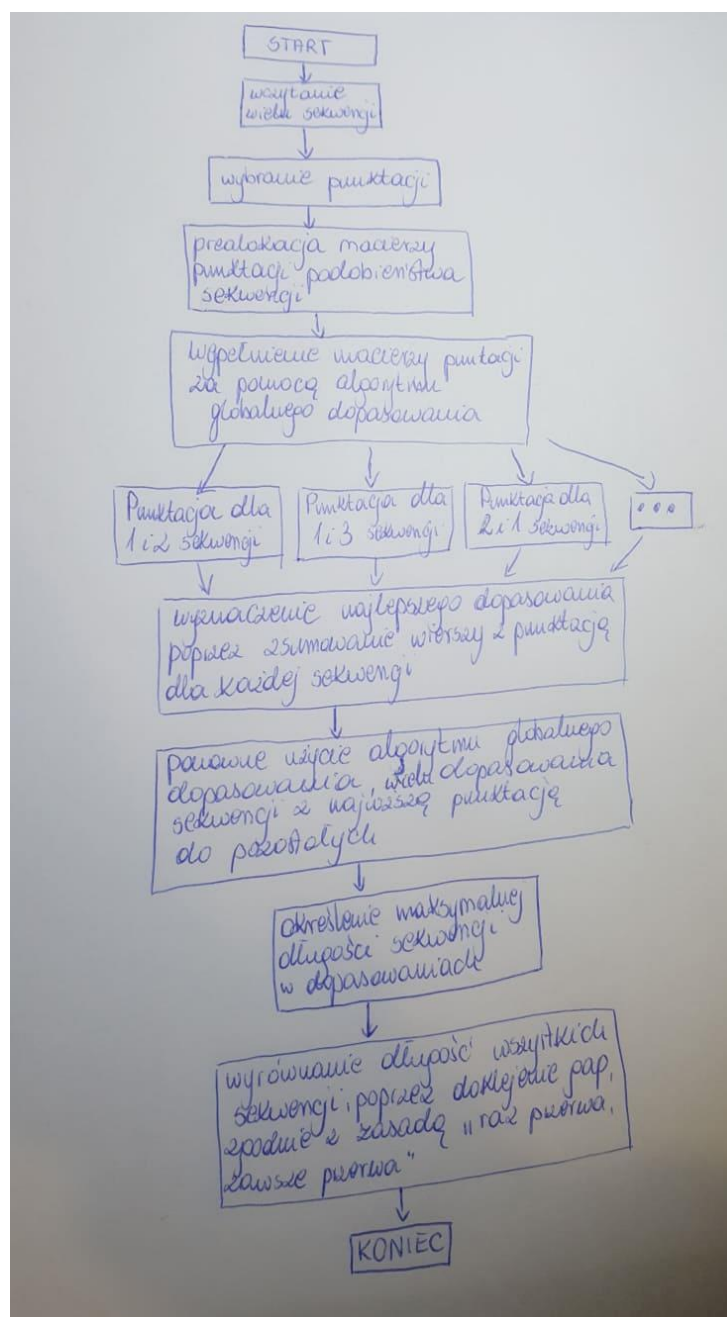 START
wczytanie
wielu sekwencji
wybranie punktacji
prealokacja macierzy
punktacji podobieństwa
sekwencji
Wypełnienie macierzy puntacji
za pomocą algorytmu
globalnego dopasowania
Punktacja dla
1 i 2 sekwencji
Punktacja dla
1 i 3 sekwencji
Punktacja dla
2 i 1 sekwencji
...
wyznaczenie najlepszego dopasowania
poprzez zsumowanie wierszy z punktacją
dla każdej sekwencji
ponowne użycie algorytmu globalnego
dopasowania, dopasowania
sekwencji z najwyższą punktacją
do pozostałych
określenie maksymalnej
długości sekwencji
w dopasowaniach
wyrównanie długość wszystkich
sekwencji, poprzez doklejenie gap,
zgodnie z zasadą „raz przerwa,
zawsze przerwa"
KONIEC